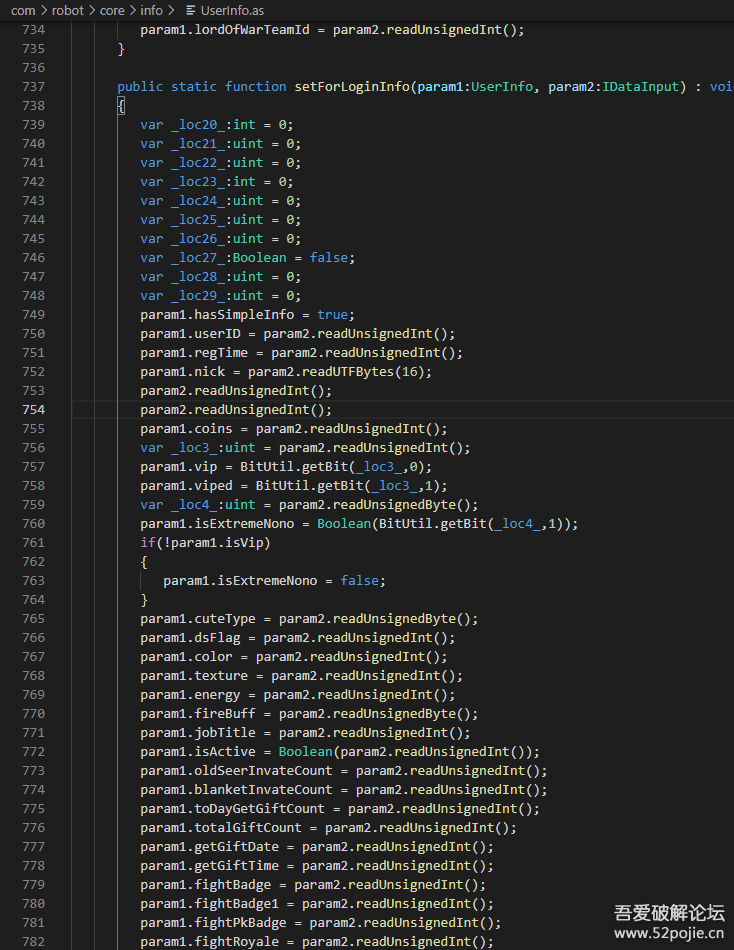 com > robot > core > info > UserInfo.as
734 param1.lordOfWarTeamId = param2.readUnsignedInt();
735 }
736
737 public static function setForLoginInfo(param1:UserInfo, param2:IDataInput) : voi
738 {
739 var _loc20_:int = 0;
740 var _loc21_:uint = 0;
741 var _loc22_:uint = 0;
742 var _loc23_:int = 0;
743 var _loc24_:uint = 0;
744 var _loc25_:uint = 0;
745 var _loc26_:uint = 0;
746 var _loc27_:Boolean = false;
747 var _loc28_:uint = 0;
748 var _loc29_:uint = 0;
749 param1.hasSimpleInfo = true;
750 param1.userID = param2.readUnsignedInt();
751 param1.regTime = param2.readUnsignedInt();
752 param1.nick = param2.readUTFBytes(16);
753 param2.readUnsignedInt();
754 param2.readUnsignedInt();
755 param1.coins = param2.readUnsignedInt();
756 var _loc3_:uint = param2.readUnsignedInt();
757 param1.vip = BitUtil.getBit(_loc3_,0);
758 param1.viped = BitUtil.getBit(_loc3_,1);
759 var _loc4_:uint = param2.readUnsignedByte();
760 param1.isExtremeNono = Boolean(BitUtil.getBit(_loc4_,1));
761 if(!param1.isVip)
762 {
763 param1.isExtremeNono = false;
764 }
765 param1.cuteType = param2.readUnsignedByte();
766 param1.dsFlag = param2.readUnsignedInt();
767 param1.color = param2.readUnsignedInt();
768 param1.texture = param2.readUnsignedInt();
769 param1.energy = param2.readUnsignedInt();
770 param1.fireBuff = param2.readUnsignedByte();
771 param1.jobTitle = param2.readUnsignedInt();
772 param1.isActive = Boolean(param2.readUnsignedInt());
773 param1.oldSeerInvateCount = param2.readUnsignedInt();
774 param1.blanketInvateCount = param2.readUnsignedInt();
775 param1.toDayGetGiftCount = param2.readUnsignedInt();
776 param1.totalGiftCount = param2.readUnsignedInt();
777 param1.getGiftDate = param2.readUnsignedInt();
778 param1.getGiftTime = param2.readUnsignedInt();
779 param1.fightBadge = param2.readUnsignedInt();
780 param1.fightBadge1 = param2.readUnsignedInt();
781 param1.fightPkBadge = param2.readUnsignedInt();
782 param1.fightRoyale = param2.readUnsignedInt();
吾爱破解论坛
www.52pojie.cn